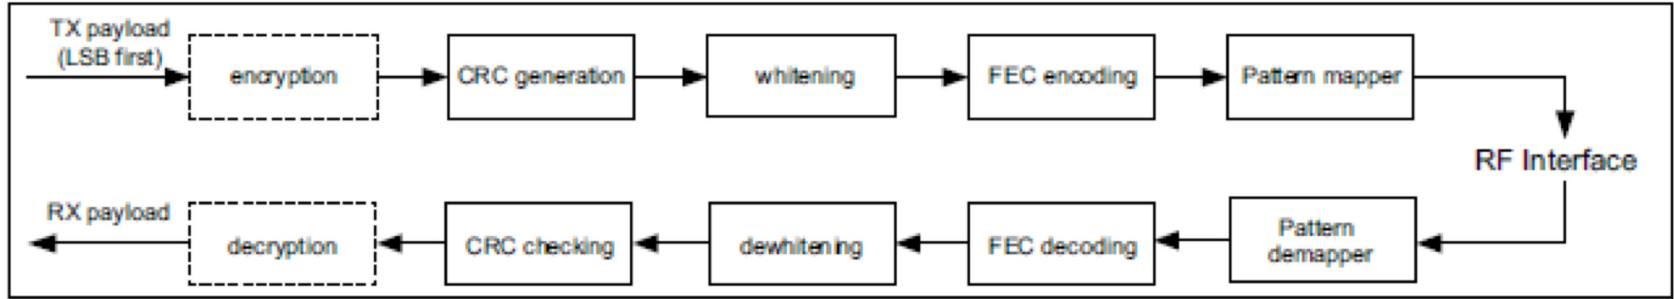 TX payload
(LSB first)
encryption
CRC generation
whitening
FEC encoding
Pattern mapper
RF Interface
RX payload
decryption
CRC checking
dewhitening
FEC decoding
Pattern
demapper